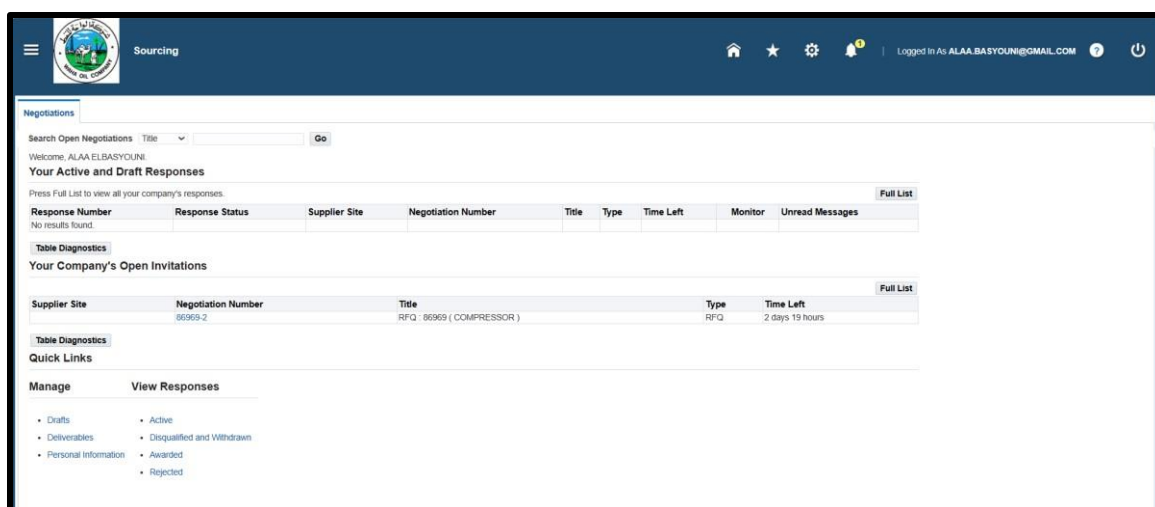 WAHA OIL COMPANY
Sourcing
1
Logged In As ALAA.BASYOUNI@GMAIL.COM ?
Negotiations
Search Open Negotiations Title Go
Welcome, ALAA ELBASYOUNI.
Your Active and Draft Responses
Press Full List to view all your company's responses. Full List
Response Number Response Status Supplier Site Negotiation Number Title Type Time Left Monitor Unread Messages
No results found.
Table Diagnostics
Your Company's Open Invitations
Full List
Supplier Site Negotiation Number Title Type Time Left
86969-2 RFQ : 86969 ( COMPRESSOR ) RFQ 2 days 19 hours
Table Diagnostics
Quick Links
Manage View Responses
• Drafts • Active
• Deliverables • Disqualified and Withdrawn
• Personal Information • Awarded
• Rejected